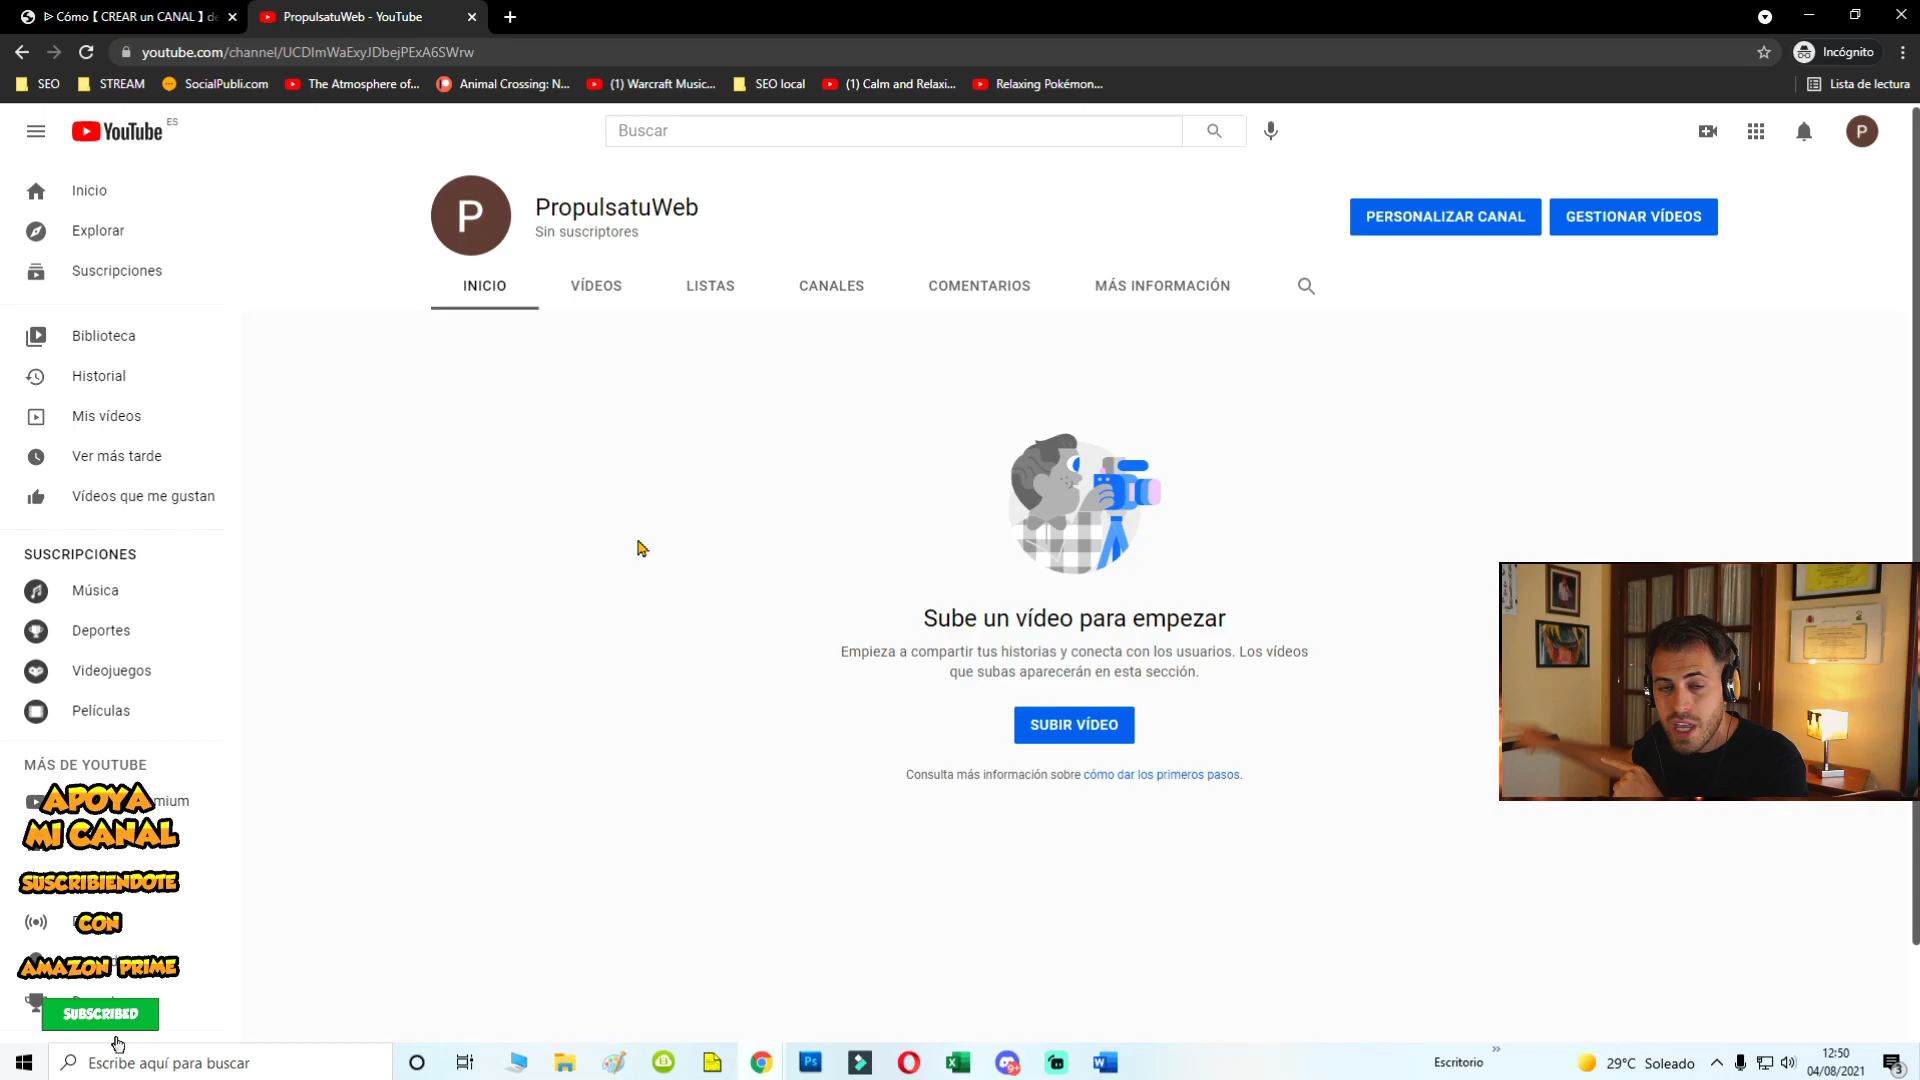 ⊳ Cómo【 CREAR un CANAL 】de
PropulsatuWeb - YouTube
youtube.com/channel/UCDImWaExyJDbejPExA6SWrw
Incógnito
SEO
STREAM
SocialPubli.com
The Atmosphere of...
Animal Crossing: N...
(1) Warcraft Music...
SEO local
(1) Calm and Relaxi...
Relaxing Pokémon...
Lista de lectura
YouTube ES
Buscar
P
Inicio
Explorar
Suscripciones
Biblioteca
Historial
Mis vídeos
Ver más tarde
Vídeos que me gustan
SUSCRIPCIONES
Música
Deportes
Videojuegos
Películas
MÁS DE YOUTUBE
mium
APOYA
MI CANAL
SUSCRIBIENDOTE
CON
AMAZON PRIME
SUBSCRIBED
P
PropulsatuWeb
Sin suscriptores
PERSONALIZAR CANAL
GESTIONAR VÍDEOS
INICIO
VÍDEOS
LISTAS
CANALES
COMENTARIOS
MÁS INFORMACIÓN
Sube un vídeo para empezar
Empieza a compartir tus historias y conecta con los usuarios. Los vídeos
que subas aparecerán en esta sección.
SUBIR VÍDEO
Consulta más información sobre cómo dar los primeros pasos.
Escribe aquí para buscar
Ps
Escritorio
29°C Soleado
12:50
04/08/2021
3